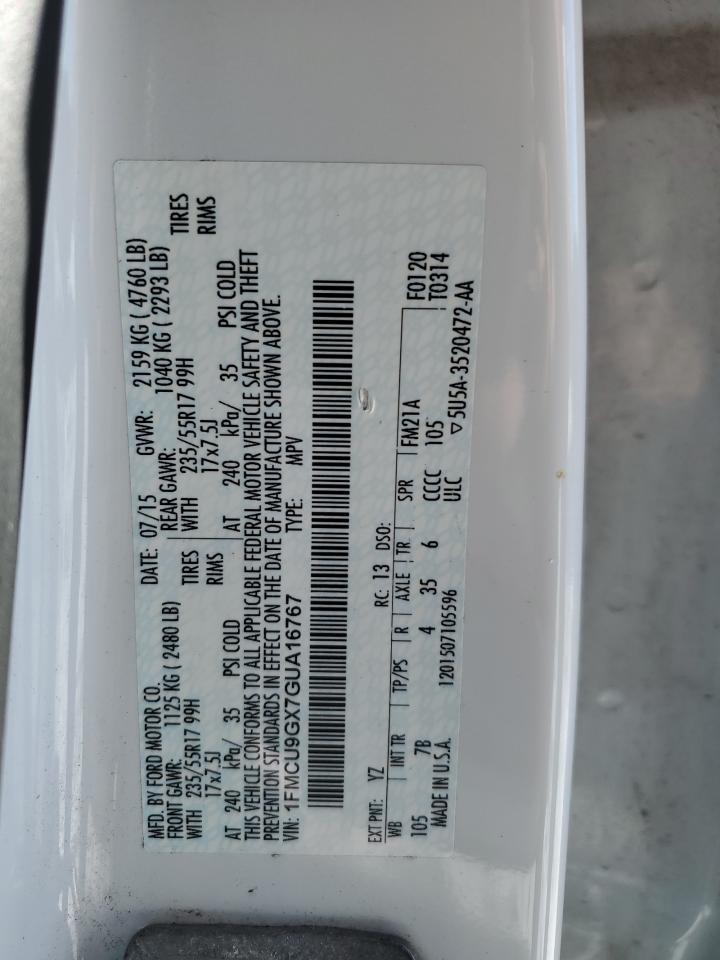 MFD. BY FORD MOTOR CO. DATE: 07/15 GVWR: 2159 KG ( 4760 LB)
FRONT GAWR: 1125 KG ( 2480 LB) REAR GAWR: 1040 KG ( 2293 LB)
WITH 235/55R17 99H TIRES WITH 235/55R17 99H TIRES
17x7.5J RIMS 17x7.5J RIMS
AT 240 kPa/ 35 PSI COLD AT 240 kPa/ 35 PSI COLD
THIS VEHICLE CONFORMS TO ALL APPLICABLE FEDERAL MOTOR VEHICLE SAFETY AND THEFT
PREVENTION STANDARDS IN EFFECT ON THE DATE OF MANUFACTURE SHOWN ABOVE.
VIN: 1FMCU9GX7GUA16767 TYPE: MPV
EXT PNT: YZ RC: 13 DSO:
WB INT TR TP/PS R AXLE TR SPR FM21A F0120
105 7B 4 35 6 CCCC 105 T0314
MADE IN U.S.A. 1201507105596 ULC ▽5U5A-3520472-AA